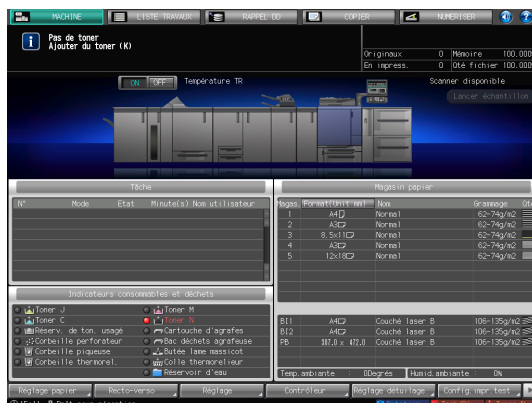 MACHINE
LISTE TRAVAUX
RAPPEL DD
COPIER
NUMERISER
Pas de toner
Ajouter du toner (K)
Originaux 0 Mémoire 100.000
En impress. 0 Qté fichier 100.000
ON OFF Température TR
Scanner disponible
Lancer échantillon
Tâche
N° Mode Etat Minute(s) Nom utilisateur
Magasin papier
Magas. Format(Unit mm) Nom Grammage Qté
1 A4 Normal 62-74g/m2
2 A3 Normal 62-74g/m2
3 8.5x11 Normal 62-74g/m2
4 A3 Normal 62-74g/m2
5 12x18 Normal 62-74g/m2
BI1 A4 Couché laser B 106-135g/m2
BI2 A4 Couché laser B 106-135g/m2
PB Couché laser B 106-135g/m2
Temp. ambiante : 0Degrés Humid. ambiante : 0%
Indicateurs consommables et déchets
Toner J Toner M
Toner C Toner N
Réserv. de ton. usagé Cartouche d'agrafes
Corbeille perforateur Bac déchets agrafeuse
Corbeille piqueuse Butée lame massicot
Corbeille thermorel. Colle thermorelieur
Réservoir d'eau
Réglage papier
Recto-verso
Réglage
Contrôleur
Réglage détuilage
Config. impr test